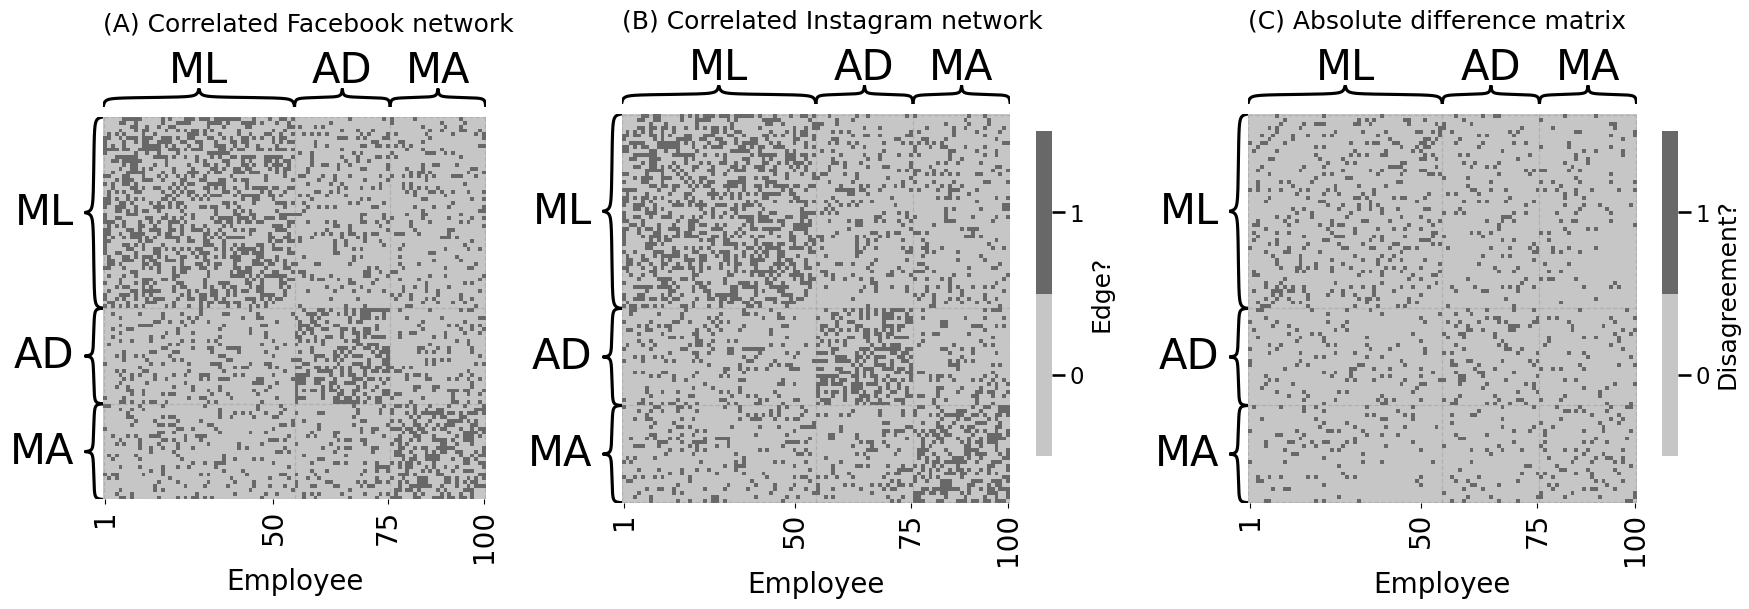 (A) Correlated Facebook network
ML AD MA
ML
AD
MA
1 50 75 100
Employee
(B) Correlated Instagram network
ML AD MA
ML
AD
MA
1 50 75 100
Employee
1
0
Edge?
(C) Absolute difference matrix
ML AD MA
ML
AD
MA
1 50 75 100
Employee
1
0
Disagreement?